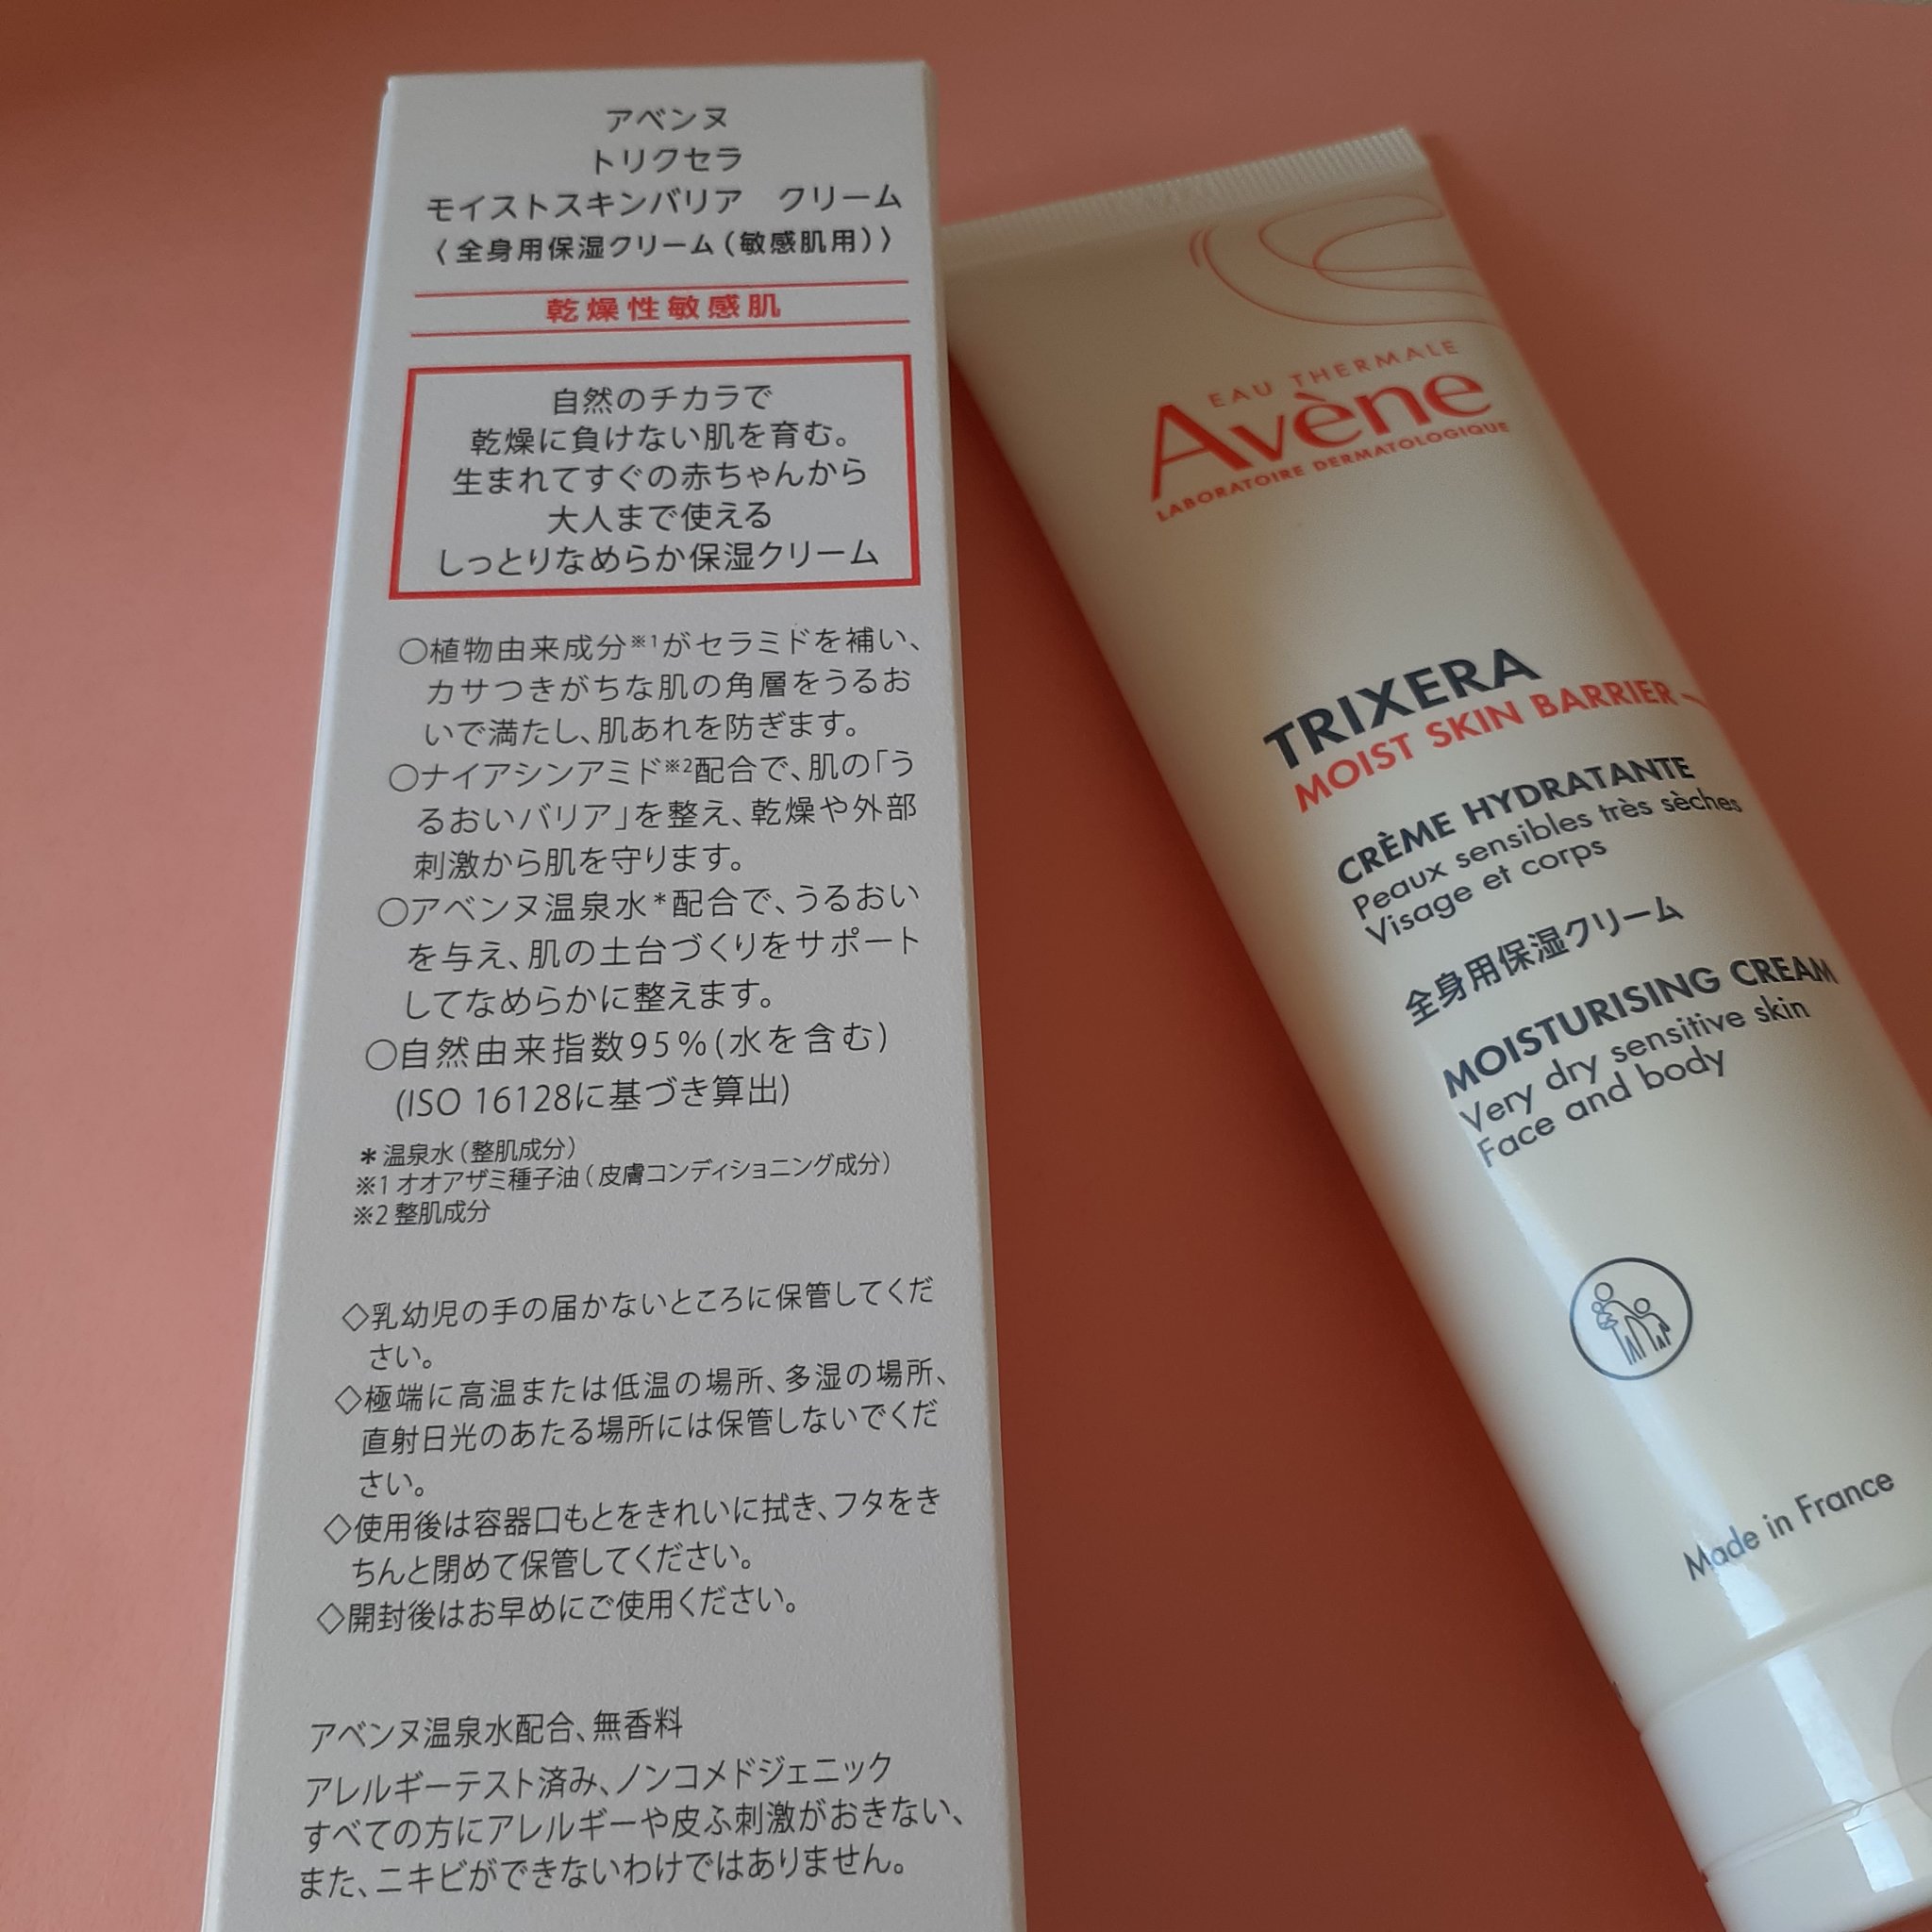 アベンヌ
トリクセラ
モイストスキンバリア　クリーム
〈全身用保湿クリーム(敏感肌用)〉
乾燥性敏感肌
自然のチカラで
乾燥に負けない肌を育む。
生まれてすぐの赤ちゃんから
大人まで使える
しっとりなめらか保湿クリーム
○植物由来成分※1がセラミドを補い、
カサつきがちな肌の角層をうるお
いで満たし、肌あれを防ぎます。
○ナイアシンアミド※2配合で、肌の「う
るおいバリア」を整え、乾燥や外部
刺激から肌を守ります。
○アベンヌ温泉水*配合で、うるおい
を与え、肌の土台づくりをサポート
してなめらかに整えます。
○自然由来指数95%(水を含む)
(ISO 16128に基づき算出)
*温泉水(整肌成分)
※1 オオアザミ種子油(皮膚コンディショニング成分)
※2 整肌成分
◇乳幼児の手の届かないところに保管してくだ
さい。
◇極端に高温または低温の場所、多湿の場所、
直射日光のあたる場所には保管しないでくだ
さい。
◇使用後は容器口もとをきれいに拭き、フタをき
ちんと閉めて保管してください。
◇開封後はお早めにご使用ください。
アベンヌ温泉水配合、無香料
アレルギーテスト済み、ノンコメドジェニック
すべての方にアレルギーや皮ふ刺激がおきない、
また、ニキビができないわけではありません。
EAU THERMALE
Avène
LABORATOIRE DERMATOLOGIQUE
TRIXERA
MOIST SKIN BARRIER
CRÈME HYDRATANTE
Peaux sensibles très sèches
Visage et corps
全身用保湿クリーム
MOISTURISING CREAM
Very dry sensitive skin
Face and body
Made in France